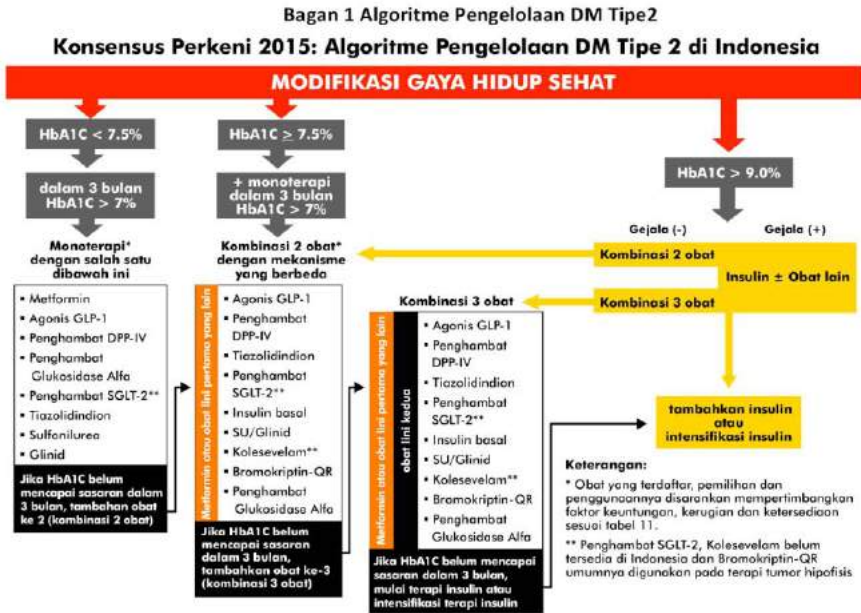 Bagan 1 Algoritme Pengelolaan DM Tipe2
Konsensus Perkeni 2015: Algoritme Pengelolaan DM Tipe 2 di Indonesia
MODIFIKASI GAYA HIDUP SEHAT
HbA1C < 7.5%
dalam 3 bulan
HbA1C > 7%
Monoterapi*
dengan salah satu
dibawah ini
▪ Metformin
▪ Agonis GLP-1
▪ Penghambat DPP-IV
▪ Penghambat
Glukosidase Alfa
▪ Penghambat SGLT-2**
▪ Tiazolidindion
▪ Sulfonilurea
▪ Glinid
Jika HbA1C belum
mencapai sasaran dalam
3 bulan, tambahan obat
ke 2 (kombinasi 2 obat)
HbA1C ≥ 7.5%
+ monoterapi
dalam 3 bulan
HbA1C > 7%
Kombinasi 2 obat*
dengan mekanisme
yang berbeda
Metformin atau obat lini pertama yang lain
▪ Agonis GLP-1
▪ Penghambat
DPP-IV
▪ Tiazolidindion
▪ Penghambat
SGLT-2**
▪ Insulin basal
▪ SU/Glinid
▪ Kolesevelam**
▪ Bromokriptin-QR
▪ Penghambat
Glukosidase Alfa
Jika HbA1C belum
mencapai sasaran
dalam 3 bulan,
tambahkan obat ke-3
(kombinasi 3 obat)
Kombinasi 3 obat
Metformin atau obat lini pertama yang lain
obat lini kedua
▪ Agonis GLP-1
▪ Penghambat
DPP-IV
▪ Tiazolidindion
▪ Penghambat
SGLT-2**
▪ Insulin basal
▪ SU/Glinid
▪ Kolesevelam**
▪ Bromokriptin-QR
▪ Penghambat
Glukosidase Alfa
Jika HbA1C belum mencapai
sasaran dalam 3 bulan,
mulai terapi insulin atau
intensifikasi terapi insulin
HbA1C > 9.0%
Gejala (-)
Gejala (+)
Kombinasi 2 obat
Insulin ± Obat lain
Kombinasi 3 obat
tambahkan insulin
atau
intensifikasi insulin
Keterangan:
* Obat yang terdaftar, pemilihan dan
penggunaannya disarankan mempertimbangkan
faktor keuntungan, kerugian dan ketersediaan
sesuai tabel 11.
** Penghambat SGLT-2, Kolesevelam belum
tersedia di Indonesia dan Bromokriptin-QR
umumnya digunakan pada terapi tumor hipofisis